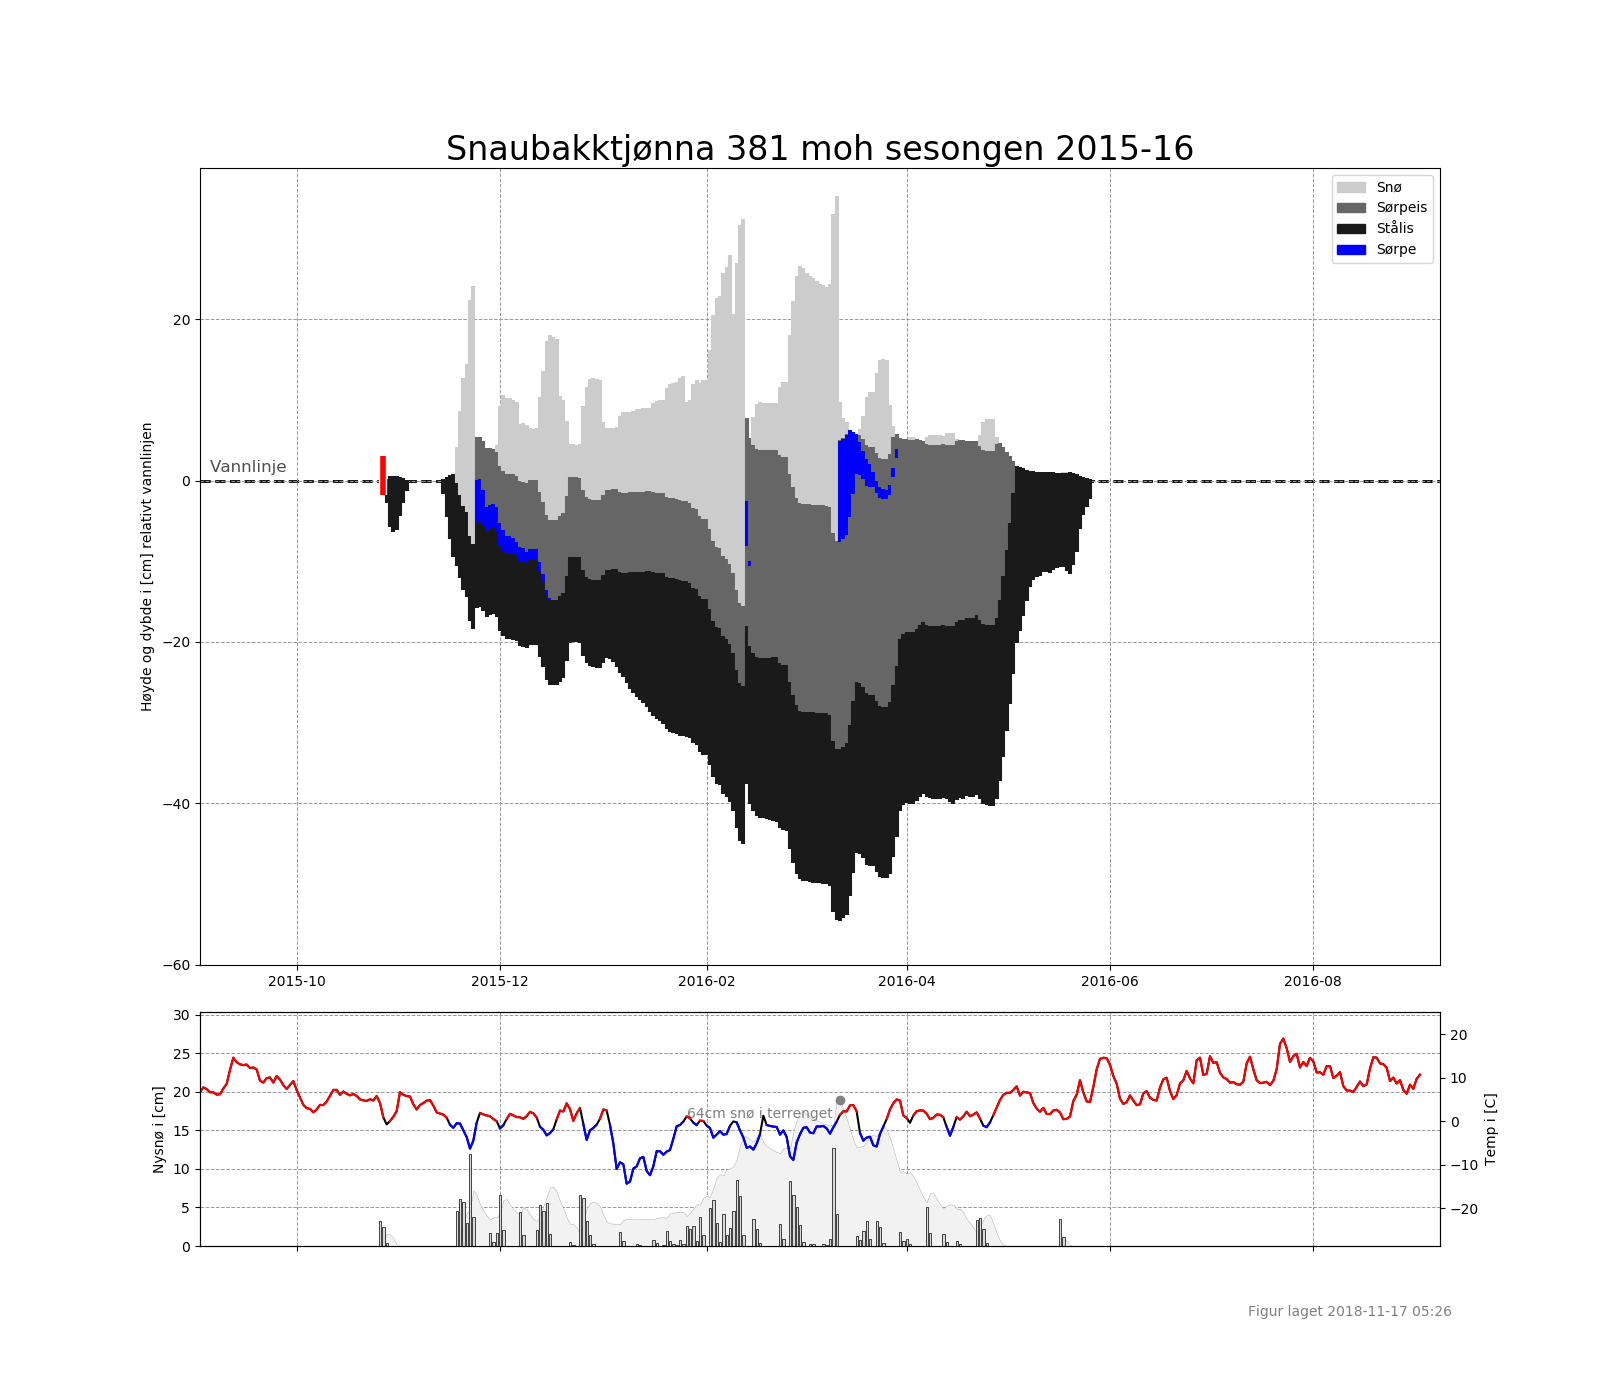 Snaubakktjønna 381 moh sesongen 2015-16
Snø
Sørpeis
Stålis
Sørpe
Høyde og dybde i [cm] relativt vannlinjen
20
0
−20
−40
−60
Vannlinje
2015-10
2015-12
2016-02
2016-04
2016-06
2016-08
Nysnø i [cm]
30
25
20
15
10
5
0
64cm snø i terrenget
20
10
0
−10
−20
Temp i [C]
Figur laget 2018-11-17 05:26